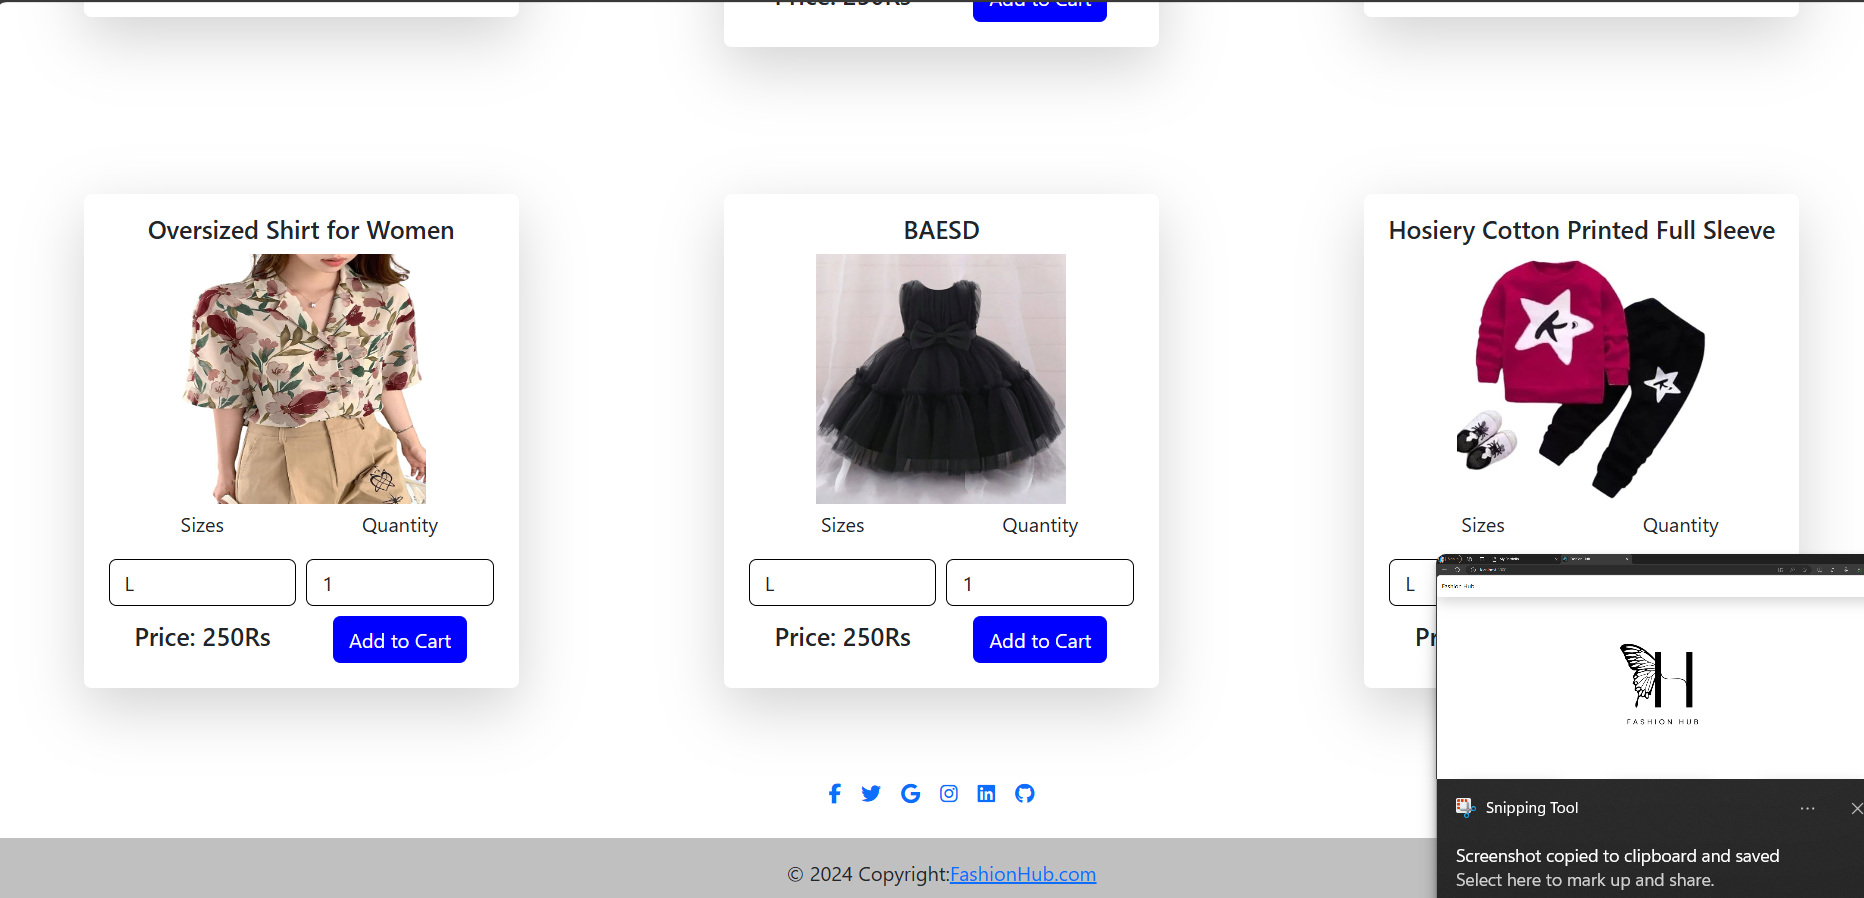 Price: 250Rs
Add to Cart
Oversized Shirt for Women
BAESD
Hosiery Cotton Printed Full Sleeve
Sizes Quantity
Sizes Quantity
Sizes Quantity
L 1
L 1
L
Price: 250Rs Add to Cart
Price: 250Rs Add to Cart
Pr
Fashion Hub
H
FASHION HUB
Snipping Tool
Screenshot copied to clipboard and saved
Select here to mark up and share.
© 2024 Copyright:FashionHub.com